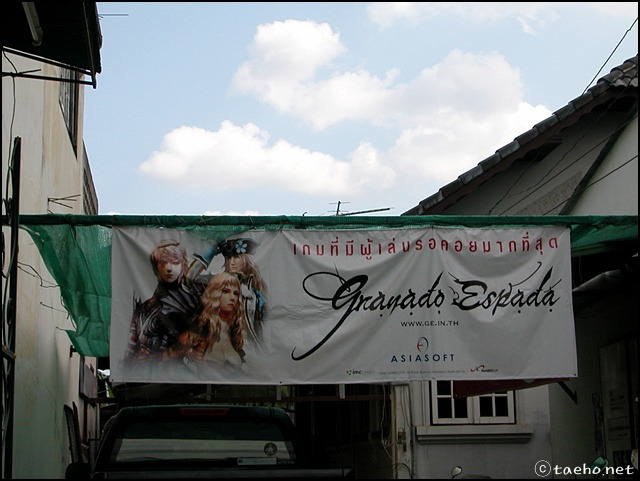 เกมที่มีผู้เล่นรอคอยมากที่สุด
Granado Espada
WWW.GE.IN.TH
ASIASOFT
imc
©taeho.net